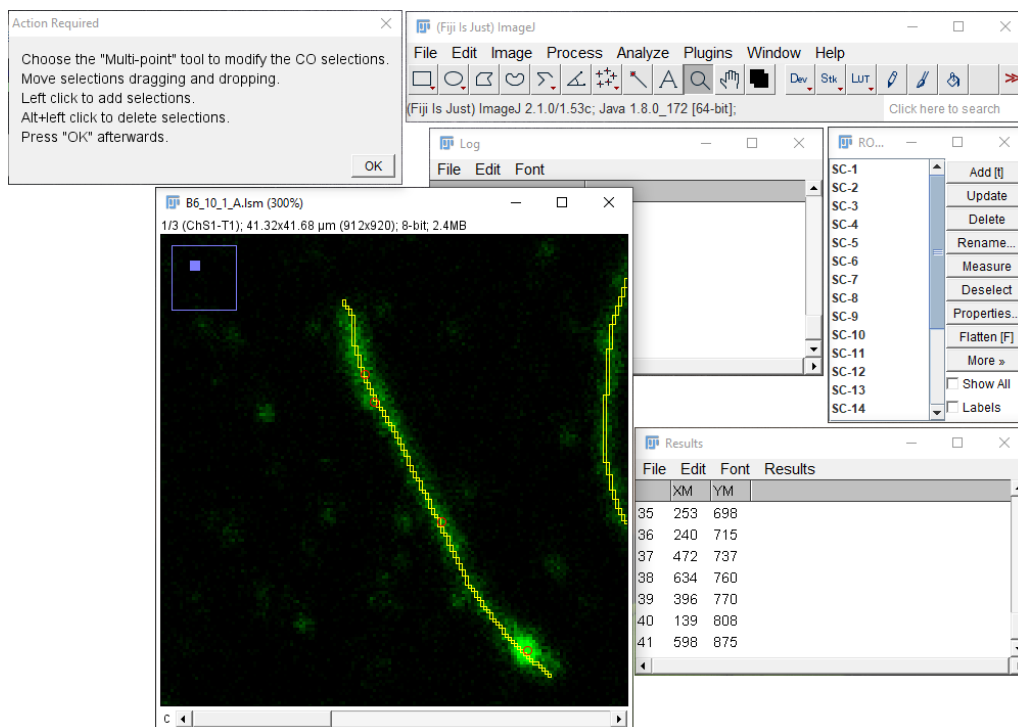 Action Required
Choose the "Multi-point" tool to modify the CO selections.
Move selections dragging and dropping.
Left click to add selections.
Alt+left click to delete selections.
Press "OK" afterwards.
OK
(Fiji Is Just) ImageJ
File Edit Image Process Analyze Plugins Window Help
Dev Stk LUT
(Fiji Is Just) ImageJ 2.1.0/1.53c; Java 1.8.0_172 [64-bit];
Click here to search
Log
File Edit Font
RO...
SC-1
SC-2
SC-3
SC-4
SC-5
SC-6
SC-7
SC-8
SC-9
SC-10
SC-11
SC-12
SC-13
SC-14
Add [t]
Update
Delete
Rename...
Measure
Deselect
Properties...
Flatten [F]
More »
Show All
Labels
B6_10_1_A.lsm (300%)
1/3 (ChS1-T1); 41.32x41.68 µm (912x920); 8-bit; 2.4MB
c
Results
File Edit Font Results
XM YM
35 253 698
36 240 715
37 472 737
38 634 760
39 396 770
40 139 808
41 598 875